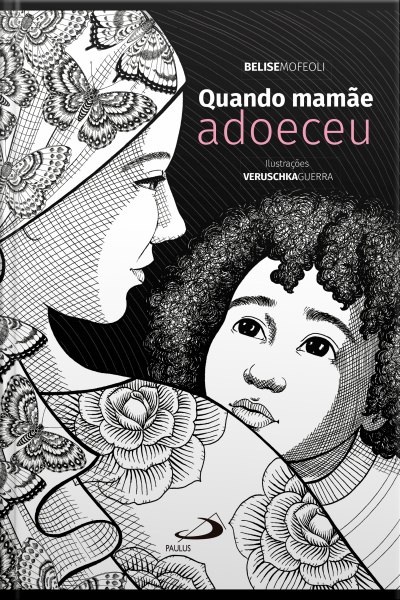 BELISEMOFEOLI
Quando mamãe
adoeceu
Ilustrações
VERUSCHKAGUERRA
PAULUS